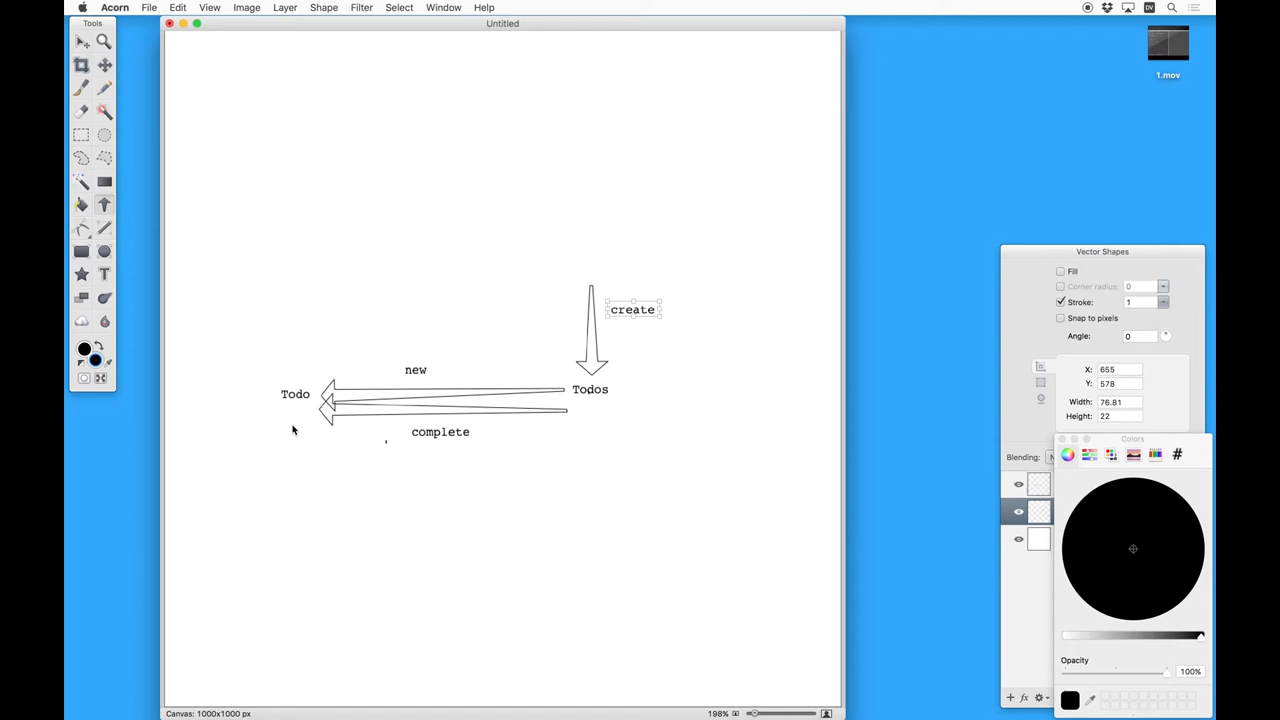 Acorn File Edit View Image Layer Shape Filter Select Window Help
DV
Tools
Untitled
1.mov
create
new
Todo
Todos
complete
Canvas: 1000x1000 px
198%
Vector Shapes
Fill
Corner radius: 0
Stroke: 1
Snap to pixels
Angle: 0
X: 655
Y: 578
Width: 76.81
Height: 22
Blending: N
Colors
#
Opacity
100%
fx